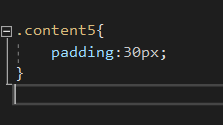 .content5{
    padding:30px;
}